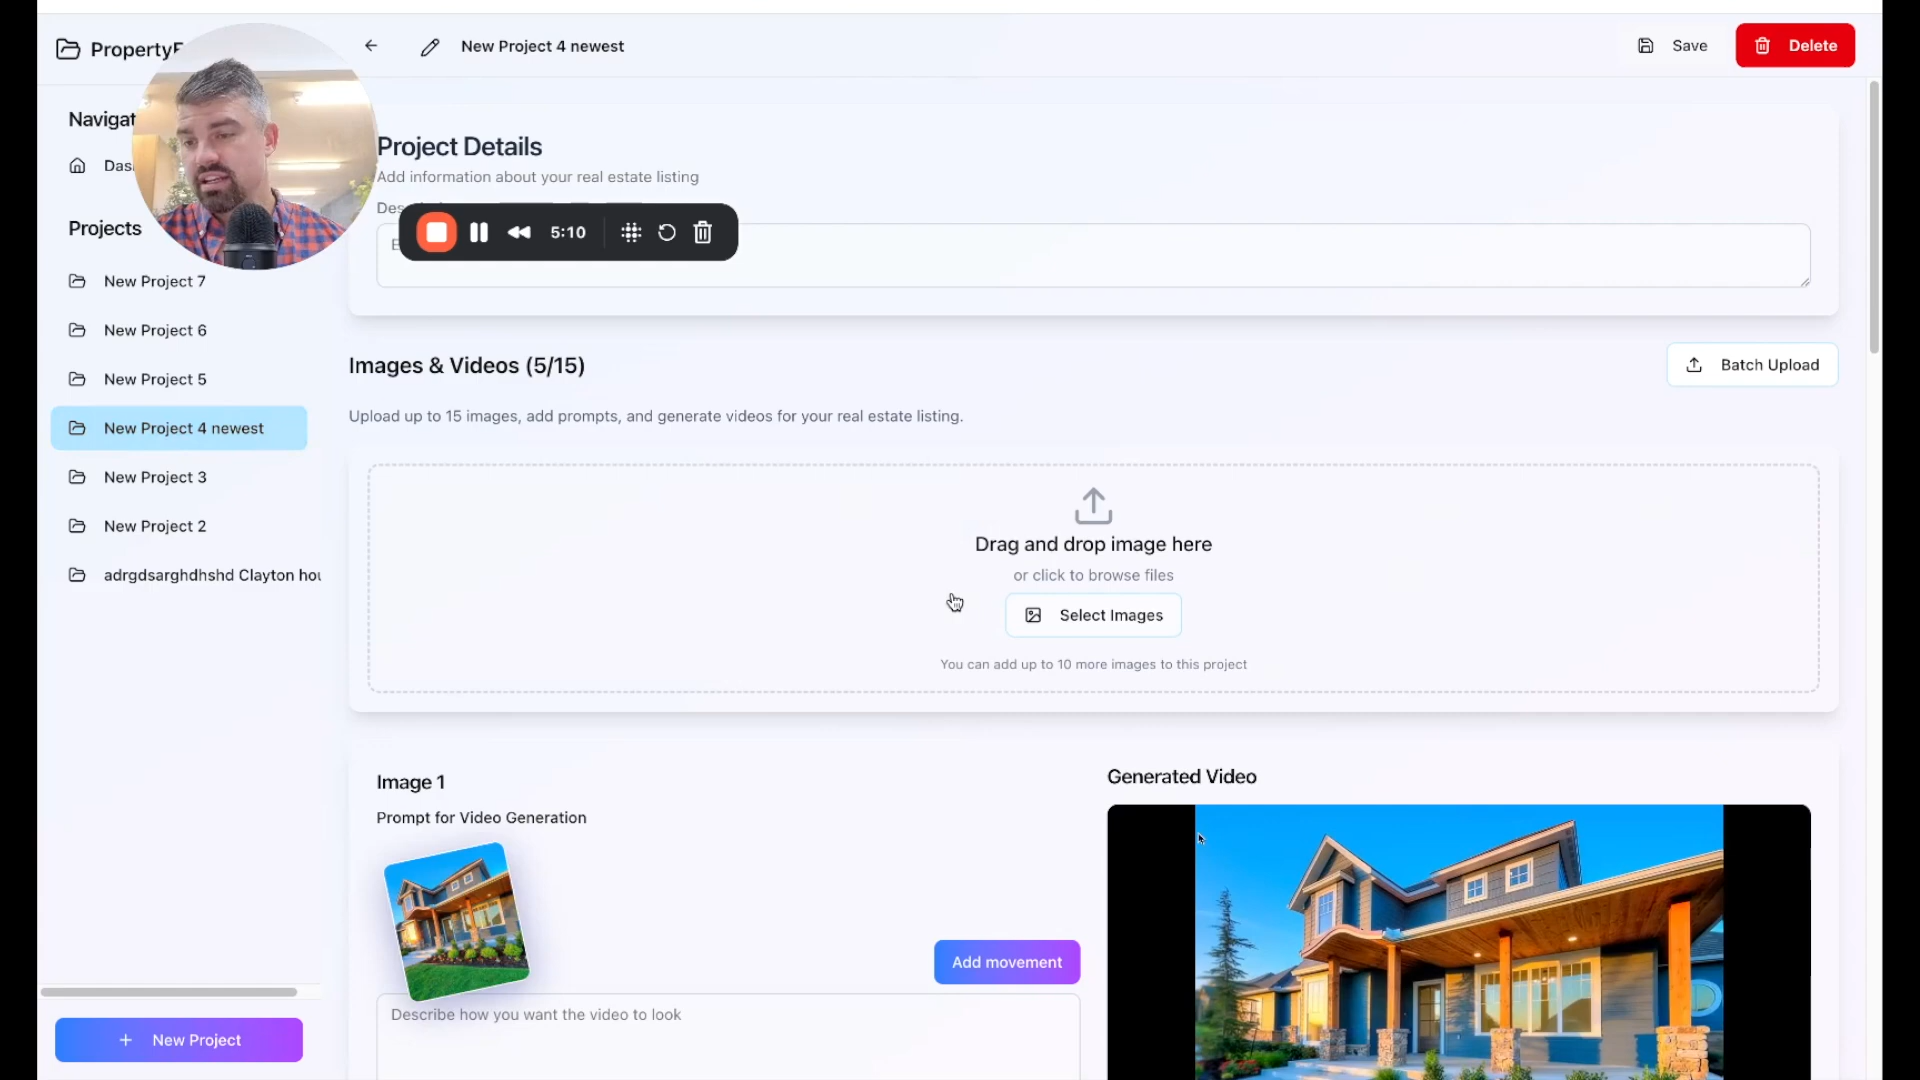 New Project 4 newest
Save
Delete
Navigat
Projects
New Project 7
New Project 6
New Project 5
New Project 4 newest
New Project 3
New Project 2
adrgdsarghdhshd Clayton hou
New Project
Project Details
Add information about your real estate listing
5:10
Images & Videos (5/15)
Batch Upload
Upload up to 15 images, add prompts, and generate videos for your real estate listing.
Drag and drop image here
or click to browse files
Select Images
You can add up to 10 more images to this project
Image 1
Prompt for Video Generation
Add movement
Describe how you want the video to look
Generated Video